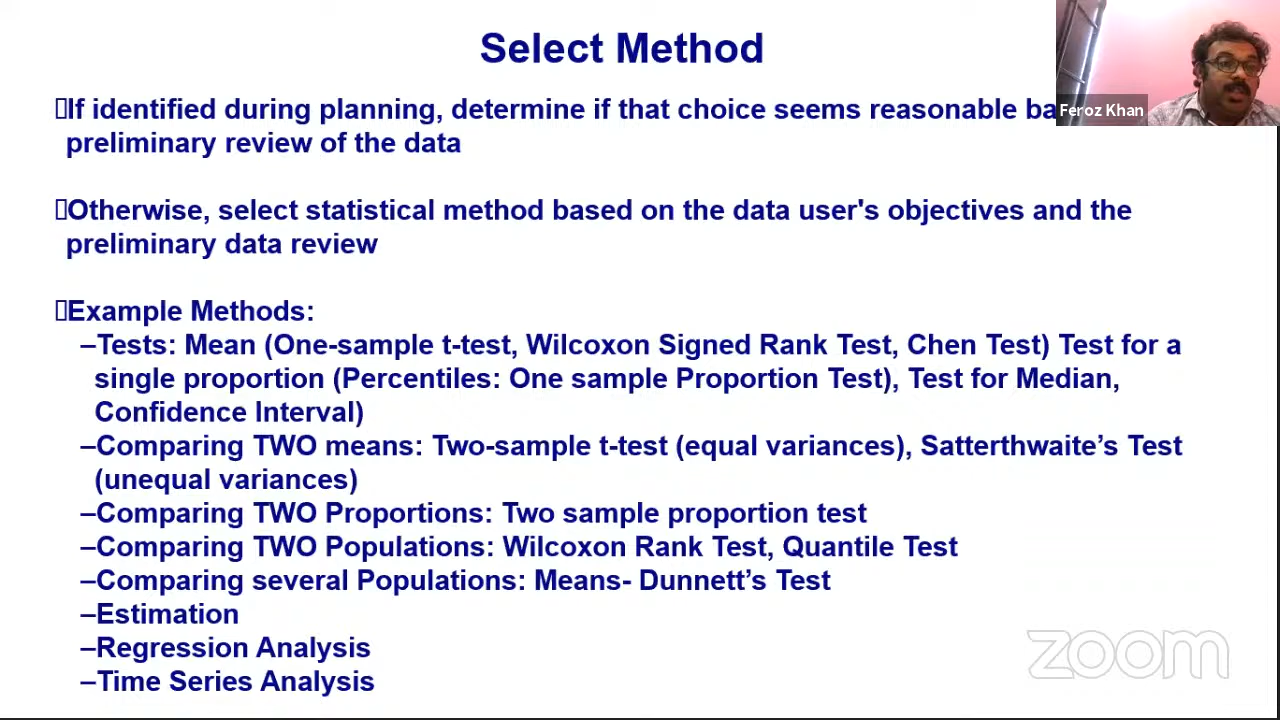 Select Method
If identified during planning, determine if that choice seems reasonable
Feroz Khan
preliminary review of the data
Otherwise, select statistical method based on the data user's objectives and the
preliminary data review
Example Methods:
–Tests: Mean (One-sample t-test, Wilcoxon Signed Rank Test, Chen Test) Test for a
single proportion (Percentiles: One sample Proportion Test), Test for Median,
Confidence Interval)
–Comparing TWO means: Two-sample t-test (equal variances), Satterthwaite’s Test
(unequal variances)
–Comparing TWO Proportions: Two sample proportion test
–Comparing TWO Populations: Wilcoxon Rank Test, Quantile Test
–Comparing several Populations: Means- Dunnett’s Test
–Estimation
–Regression Analysis
–Time Series Analysis
zoom